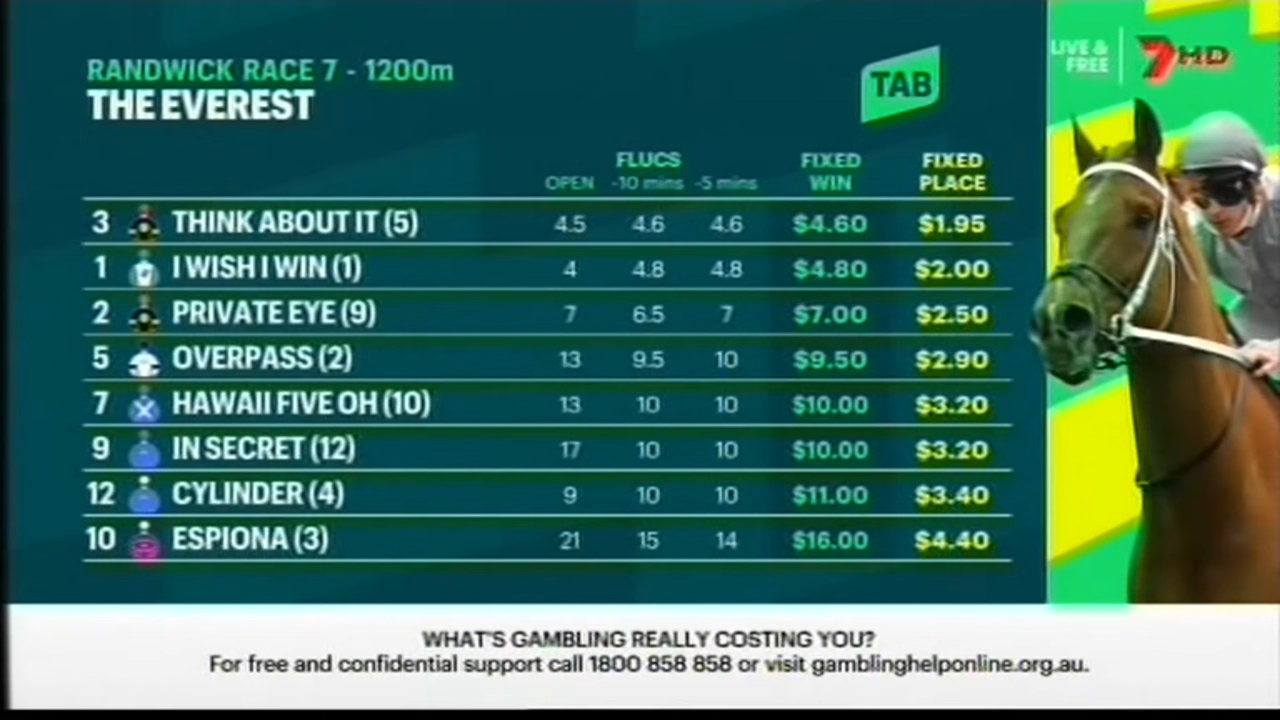 RANDWICK RACE 7 - 1200m
THE EVEREST
TAB
LIVE &
FREE
7HD
FLUCS FIXED FIXED
OPEN -10 mins -5 mins WIN PLACE
3 THINK ABOUT IT (5) 4.5 4.6 4.6 $4.60 $1.95
1 I WISH I WIN (1) 4 4.8 4.8 $4.80 $2.00
2 PRIVATE EYE (9) 7 6.5 7 $7.00 $2.50
5 OVERPASS (2) 13 9.5 10 $9.50 $2.90
7 HAWAII FIVE OH (10) 13 10 10 $10.00 $3.20
9 IN SECRET (12) 17 10 10 $10.00 $3.20
12 CYLINDER (4) 9 10 10 $11.00 $3.40
10 ESPIONA (3) 21 15 14 $16.00 $4.40
WHAT'S GAMBLING REALLY COSTING YOU?
For free and confidential support call 1800 858 858 or visit gamblinghelponline.org.au.